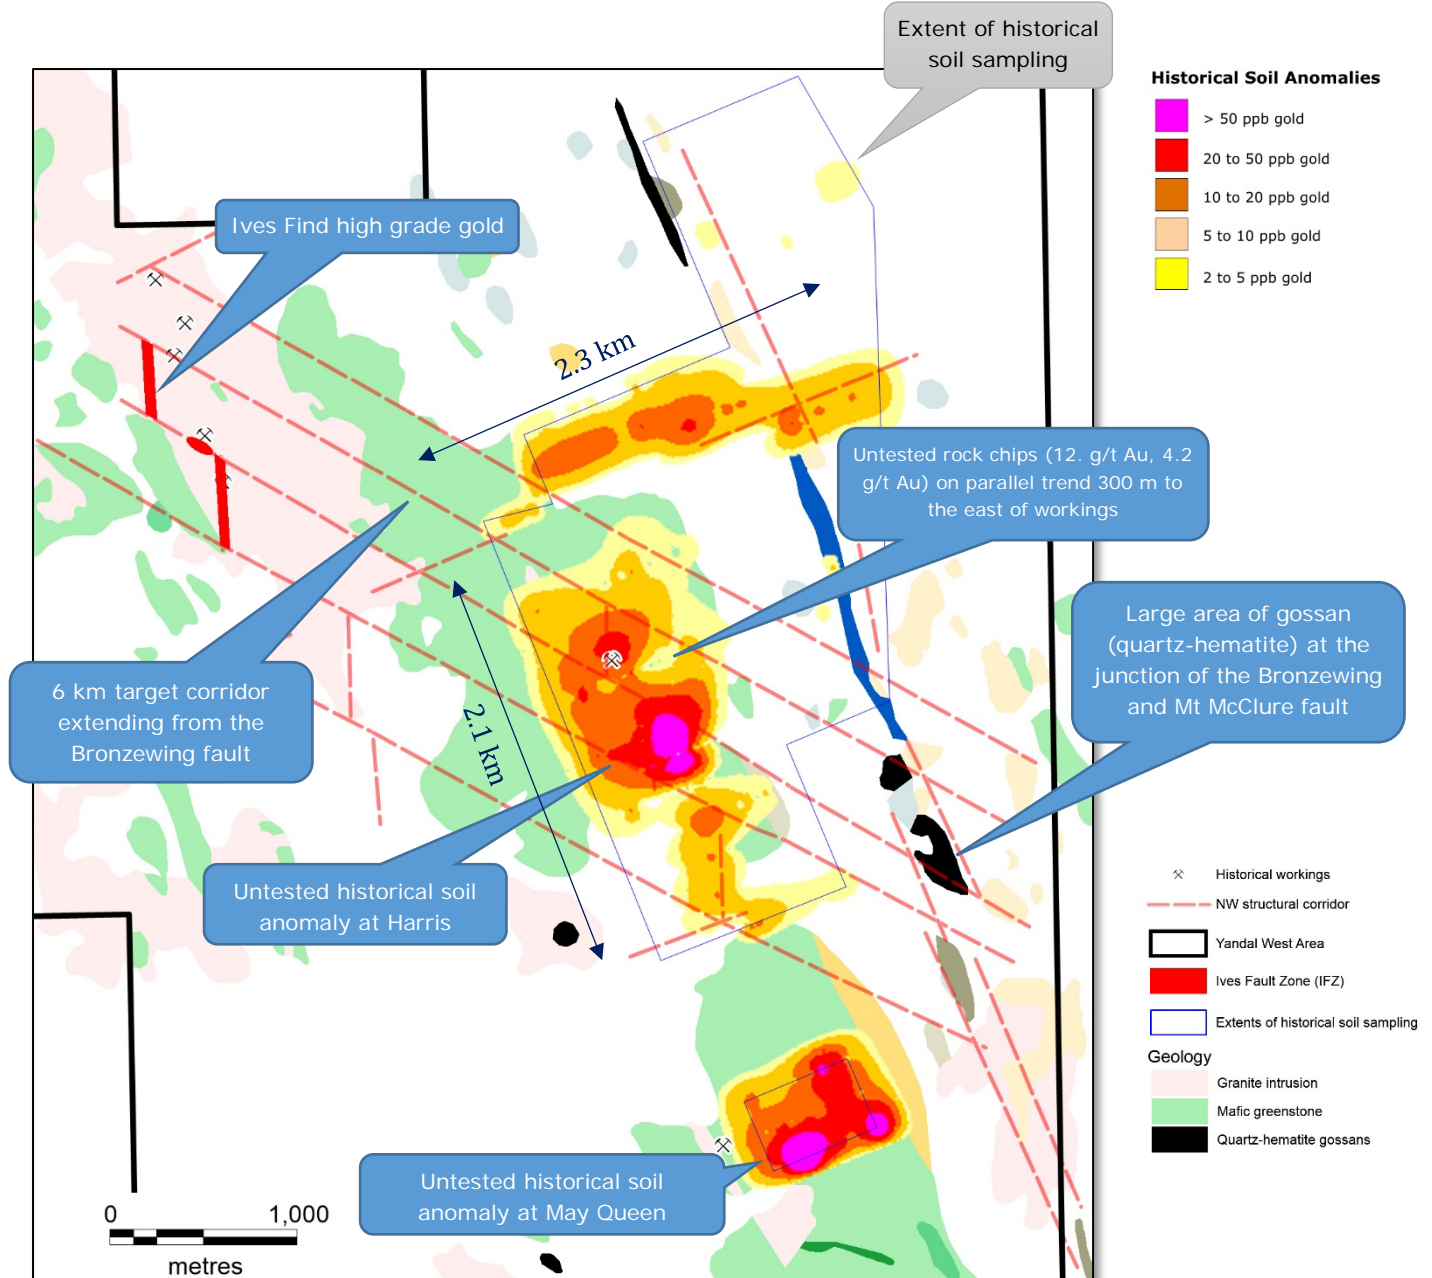 Extent of historical
soil sampling
Historical Soil Anomalies
> 50 ppb gold
20 to 50 ppb gold
10 to 20 ppb gold
5 to 10 ppb gold
2 to 5 ppb gold
Ives Find high grade gold
2.3 km
Untested rock chips (12. g/t Au, 4.2
g/t Au) on parallel trend 300 m to
the east of workings
Large area of gossan
(quartz-hematite) at the
junction of the Bronzewing
and Mt McClure fault
6 km target corridor
extending from the
Bronzewing fault
2.1 km
Untested historical soil
anomaly at Harris
Historical workings
NW structural corridor
Yandal West Area
Ives Fault Zone (IFZ)
Extents of historical soil sampling
Geology
Granite intrusion
Mafic greenstone
Quartz-hematite gossans
Untested historical soil
anomaly at May Queen
0 1,000
metres